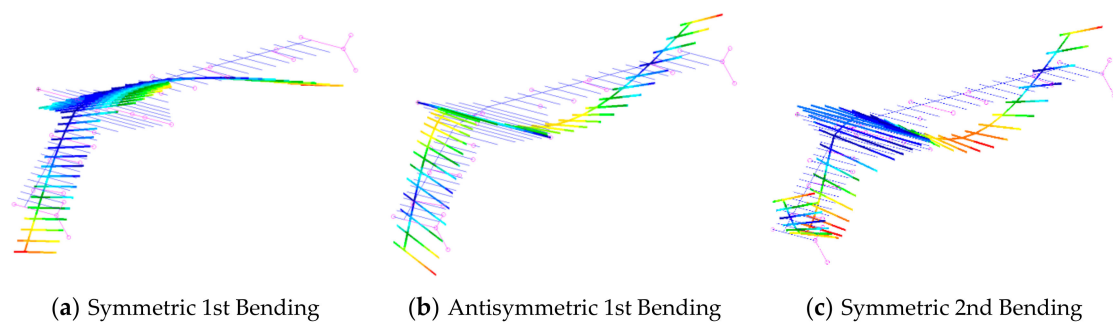 (a) Symmetric 1st Bending
(b) Antisymmetric 1st Bending
(c) Symmetric 2nd Bending